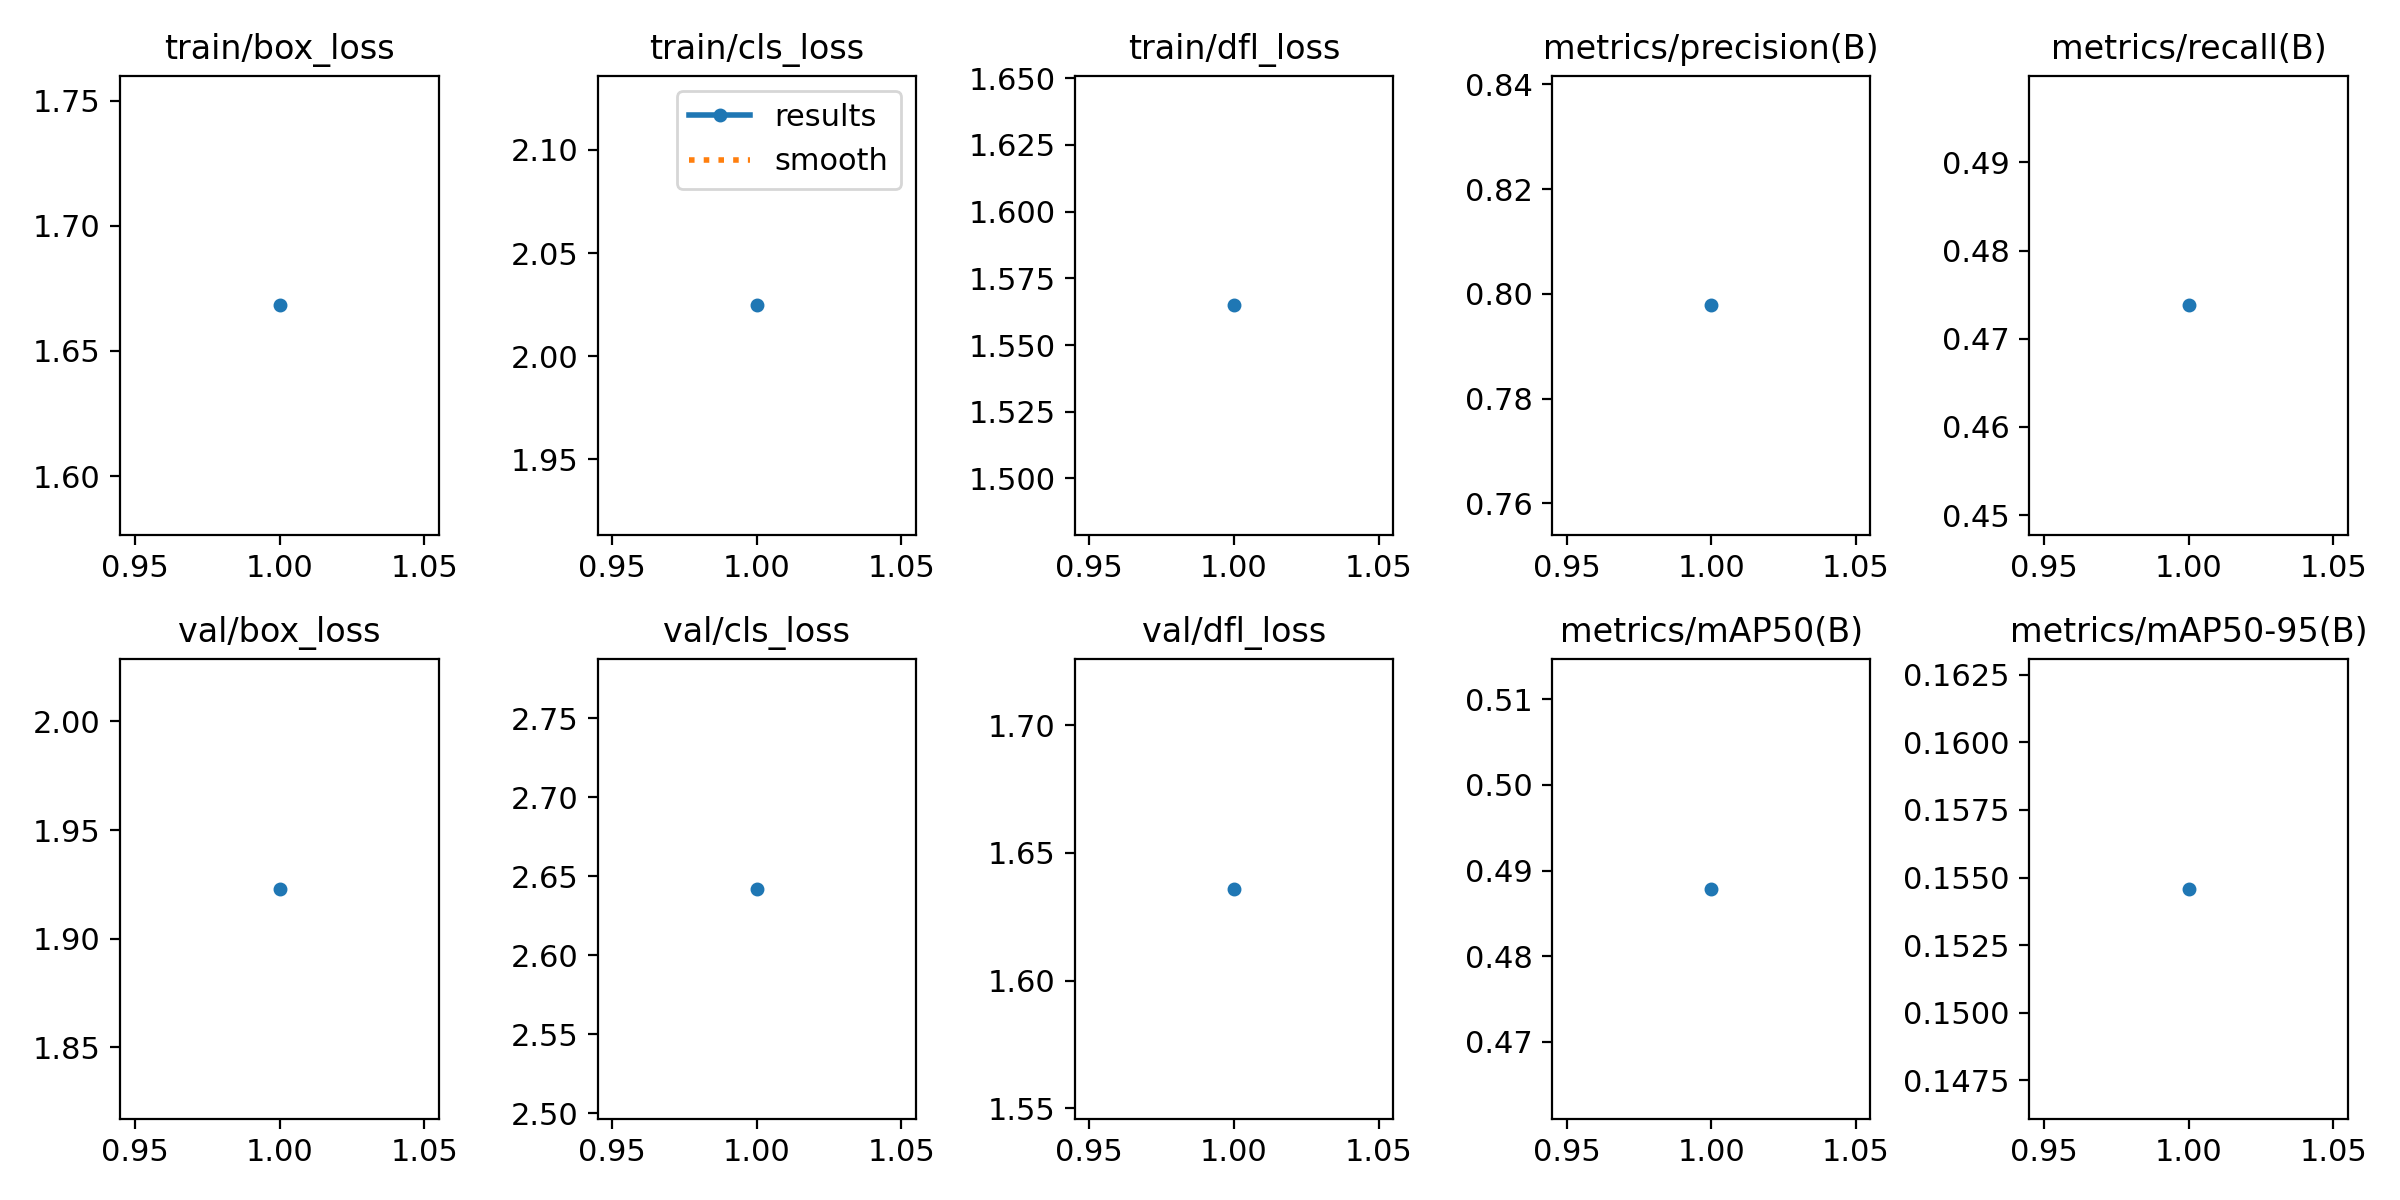 train/box_loss
1.75
1.70
1.65
1.60
0.95 1.00 1.05
train/cls_loss
results
smooth
2.10
2.05
2.00
1.95
0.95 1.00 1.05
train/dfl_loss
1.650
1.625
1.600
1.575
1.550
1.525
1.500
0.95 1.00 1.05
metrics/precision(B)
0.84
0.82
0.80
0.78
0.76
0.95 1.00 1.05
metrics/recall(B)
0.49
0.48
0.47
0.46
0.45
0.95 1.00 1.05
val/box_loss
2.00
1.95
1.90
1.85
0.95 1.00 1.05
val/cls_loss
2.75
2.70
2.65
2.60
2.55
2.50
0.95 1.00 1.05
val/dfl_loss
1.70
1.65
1.60
1.55
0.95 1.00 1.05
metrics/mAP50(B)
0.51
0.50
0.49
0.48
0.47
0.95 1.00 1.05
metrics/mAP50-95(B)
0.1625
0.1600
0.1575
0.1550
0.1525
0.1500
0.1475
0.95 1.00 1.05